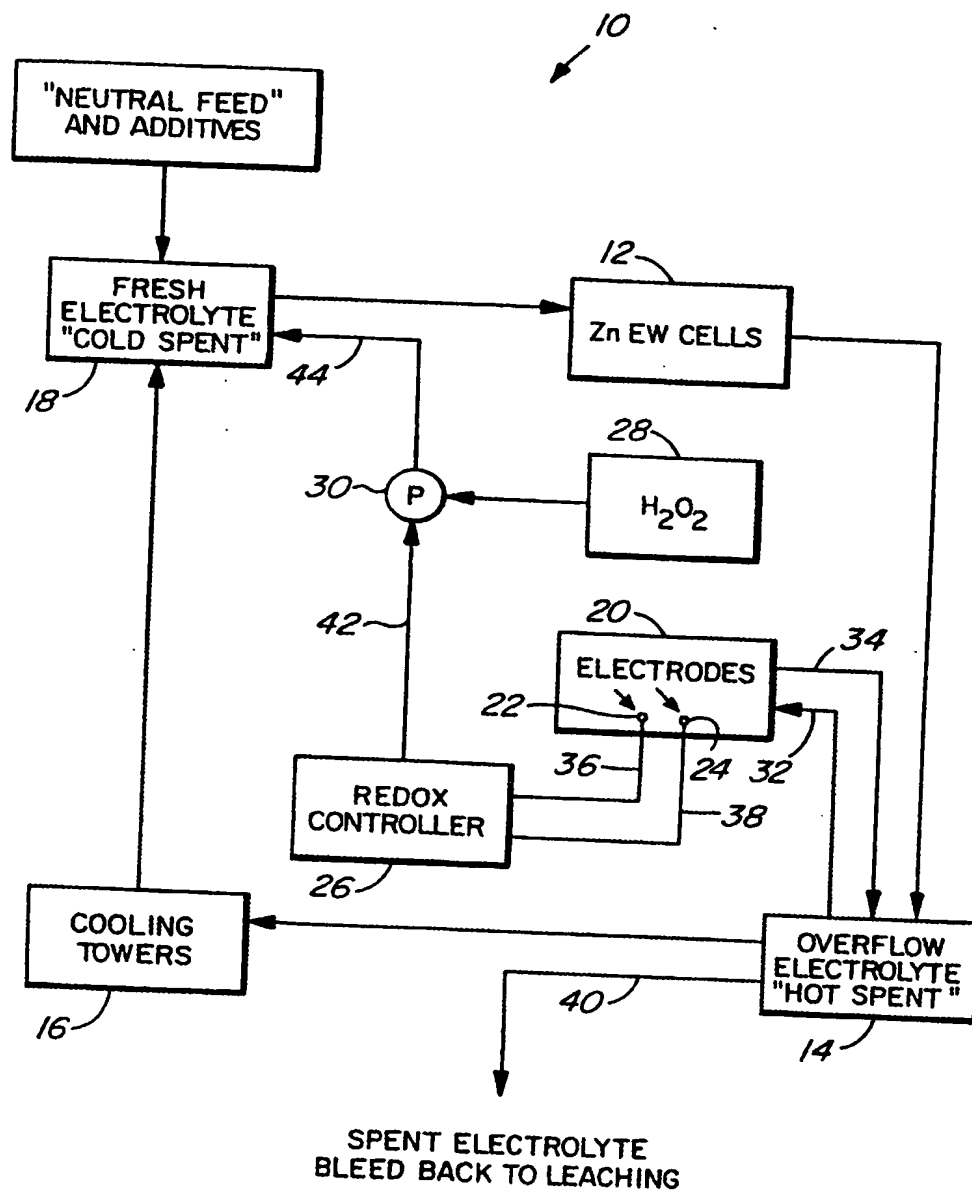 10
"NEUTRAL FEED"
AND ADDITIVES
12
FRESH
ELECTROLYTE
"COLD SPENT"
Zn EW CELLS
18
44
28
30
P
H2O2
42
20
34
ELECTRODES
22
24
32
36
38
REDOX
CONTROLLER
26
COOLING
TOWERS
OVERFLOW
ELECTROLYTE
"HOT SPENT"
40
16
14
SPENT ELECTROLYTE
BLEED BACK TO LEACHING